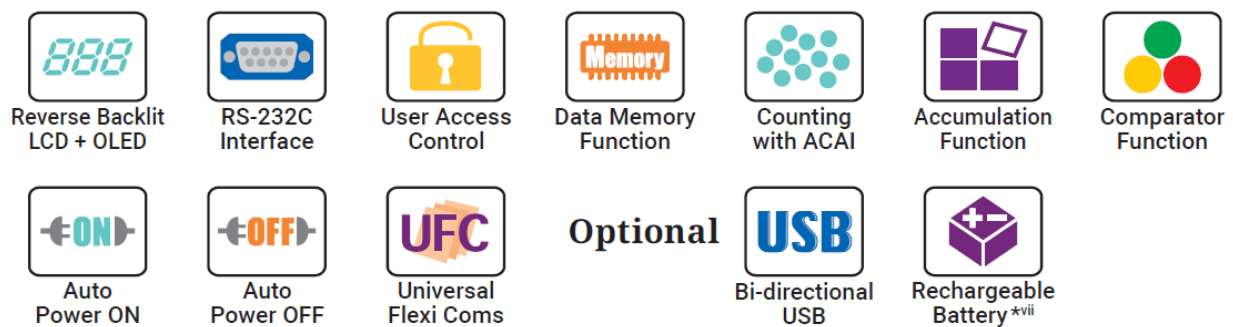 888
Reverse Backlit
LCD + OLED
RS-232C
Interface
User Access
Control
Memory
Data Memory
Function
Counting
with ACAI
Accumulation
Function
Comparator
Function
ON
Auto
Power ON
OFF
Auto
Power OFF
UFC
Universal
Flexi Coms
Optional
USB
Bi-directional
USB
+ -
Rechargeable
Battery *vii